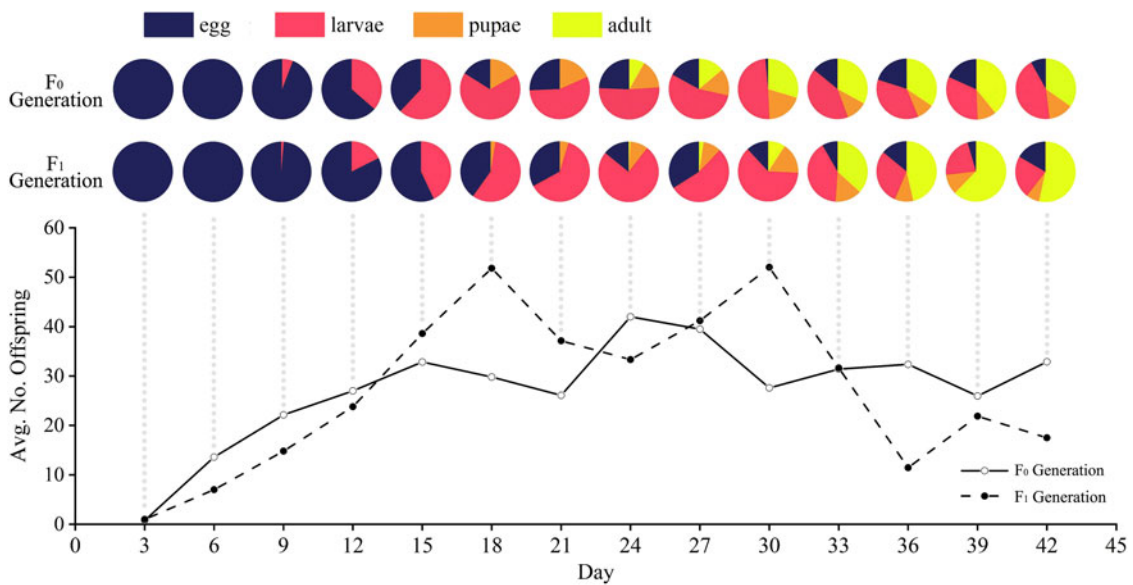 egg larvae pupae adult
F0
Generation
F1
Generation
60
50
40
30
20
10
0
Avg. No. Offspring
F0 Generation
F1 Generation
0 3 6 9 12 15 18 21 24 27 30 33 36 39 42 45
Day